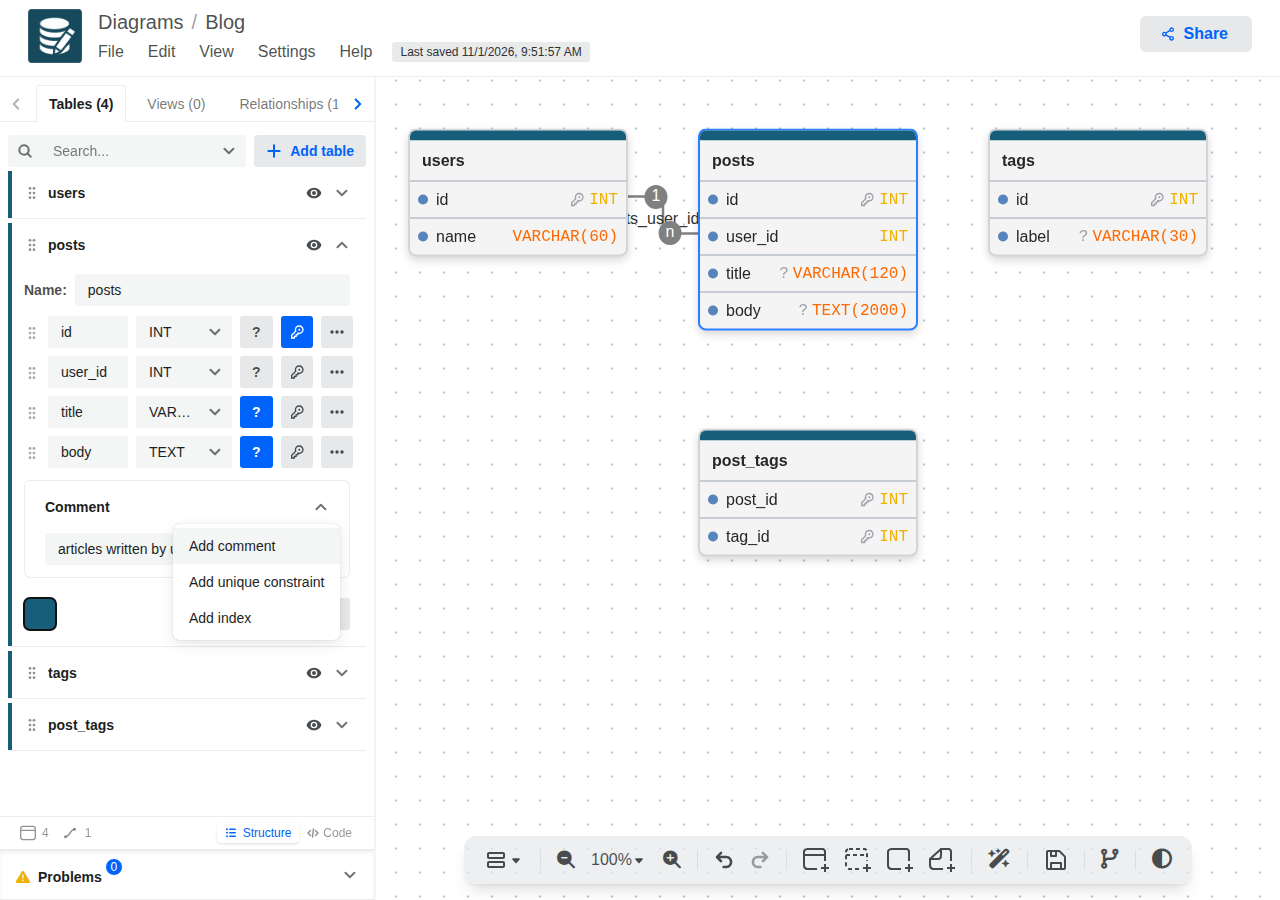 Diagrams / Blog
File Edit View Settings Help Last saved 11/1/2026, 9:51:57 AM
Share
Tables (4) Views (0) Relationships (1
Search... Add table
users
posts
Name: posts
id INT ?
user_id INT ?
title VAR… ?
body TEXT ?
Comment
articles written by
Add comment
Add unique constraint
Add index
tags
post_tags
4 1 Structure Code
Problems 0
users
id INT
name VARCHAR(60)
1
ts_user_id
n
posts
id INT
user_id INT
title ? VARCHAR(120)
body ? TEXT(2000)
tags
id INT
label ? VARCHAR(30)
post_tags
post_id INT
tag_id INT
100%